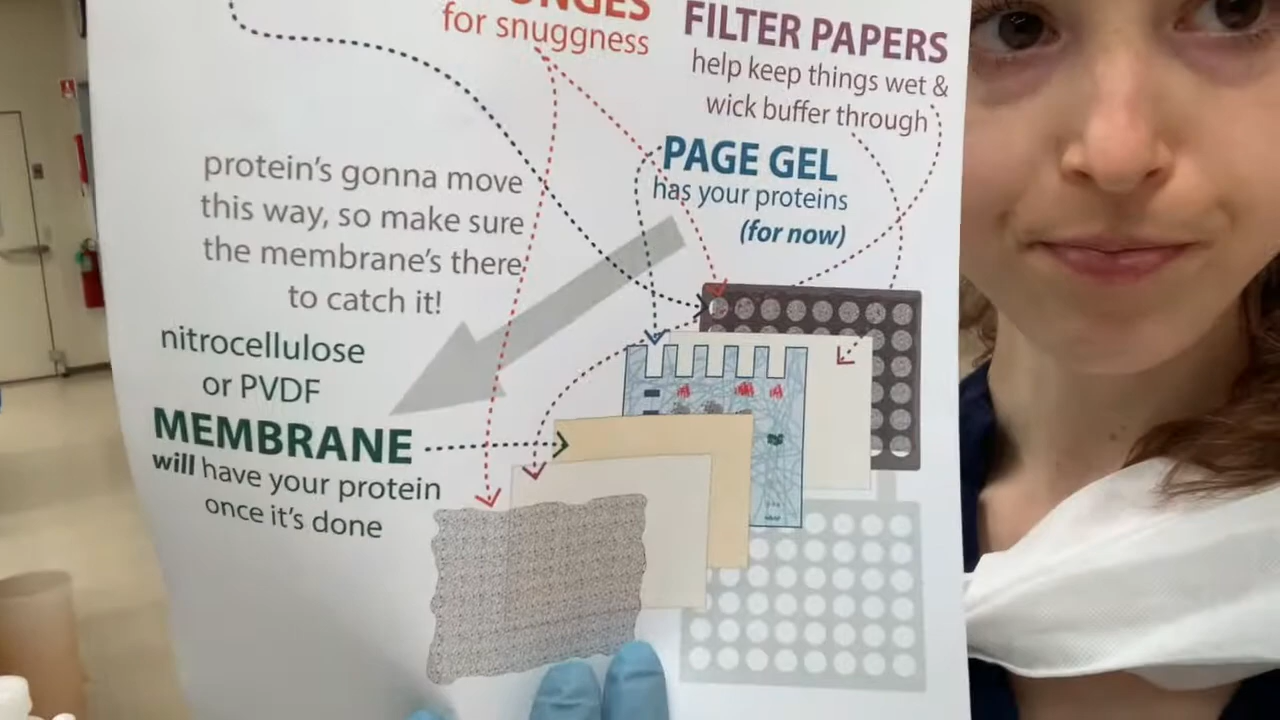 for snuggness
FILTER PAPERS
help keep things wet &
wick buffer through
PAGE GEL
has your proteins
(for now)
protein's gonna move
this way, so make sure
the membrane's there
to catch it!
nitrocellulose
or PVDF
MEMBRANE
will have your protein
once it's done